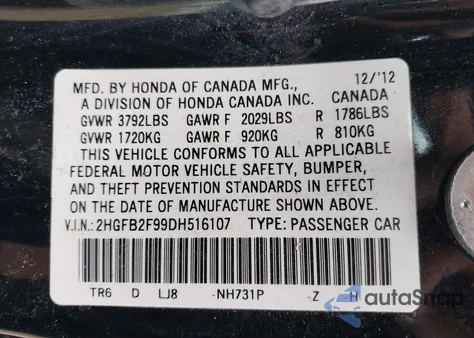 MFD. BY HONDA OF CANADA MFG., 12/'12
A DIVISION OF HONDA CANADA INC. CANADA
GVWR 3792LBS GAWR F 2029LBS R 1786LBS
GVWR 1720KG GAWR F 920KG R 810KG
THIS VEHICLE CONFORMS TO ALL APPLICABLE
FEDERAL MOTOR VEHICLE SAFETY, BUMPER,
AND THEFT PREVENTION STANDARDS IN EFFECT
ON THE DATE OF MANUFACTURE SHOWN ABOVE.
V.I.N.: 2HGFB2F99DH516107 TYPE: PASSENGER CAR
TR6 D LJ8 -NH731P -Z H
autoSnap